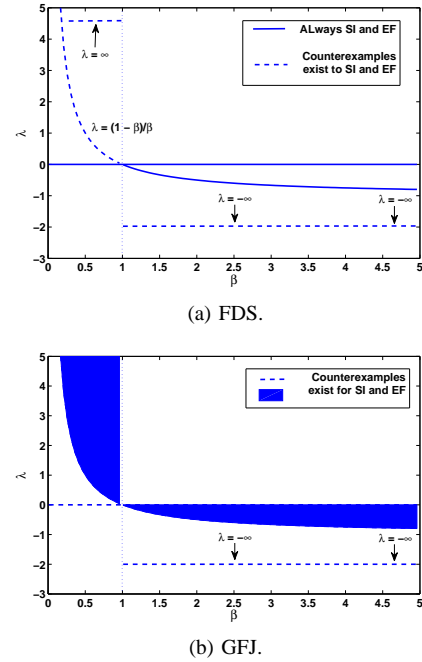 5
4
3
2
1
0
−1
−2
−3
λ
ALways SI and EF
Counterexamples
exist to SI and EF
λ = ∞
λ = (1 − β)/β
λ = −∞
λ = −∞
0 0.5 1 1.5 2 2.5 3 3.5 4 4.5 5
β
(a) FDS.
5
4
3
2
1
0
−1
−2
−3
λ
Counterexamples
exist for SI and EF
λ = −∞
λ = −∞
0 0.5 1 1.5 2 2.5 3 3.5 4 4.5 5
β
(b) GFJ.